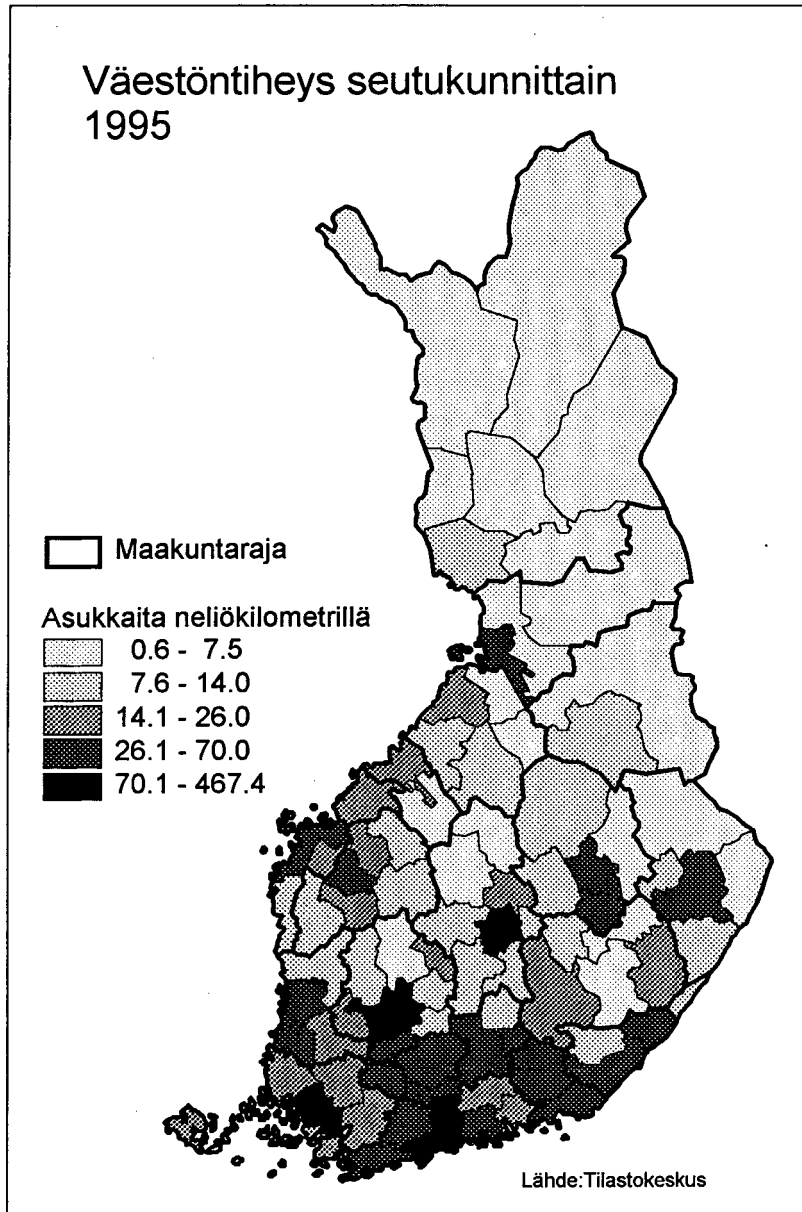 Väestöntiheys seutukunnittain
1995
Maakuntaraja
Asukkaita neliökilometrillä
0.6 - 7.5
7.6 - 14.0
14.1 - 26.0
26.1 - 70.0
70.1 - 467.4
Lähde:Tilastokeskus